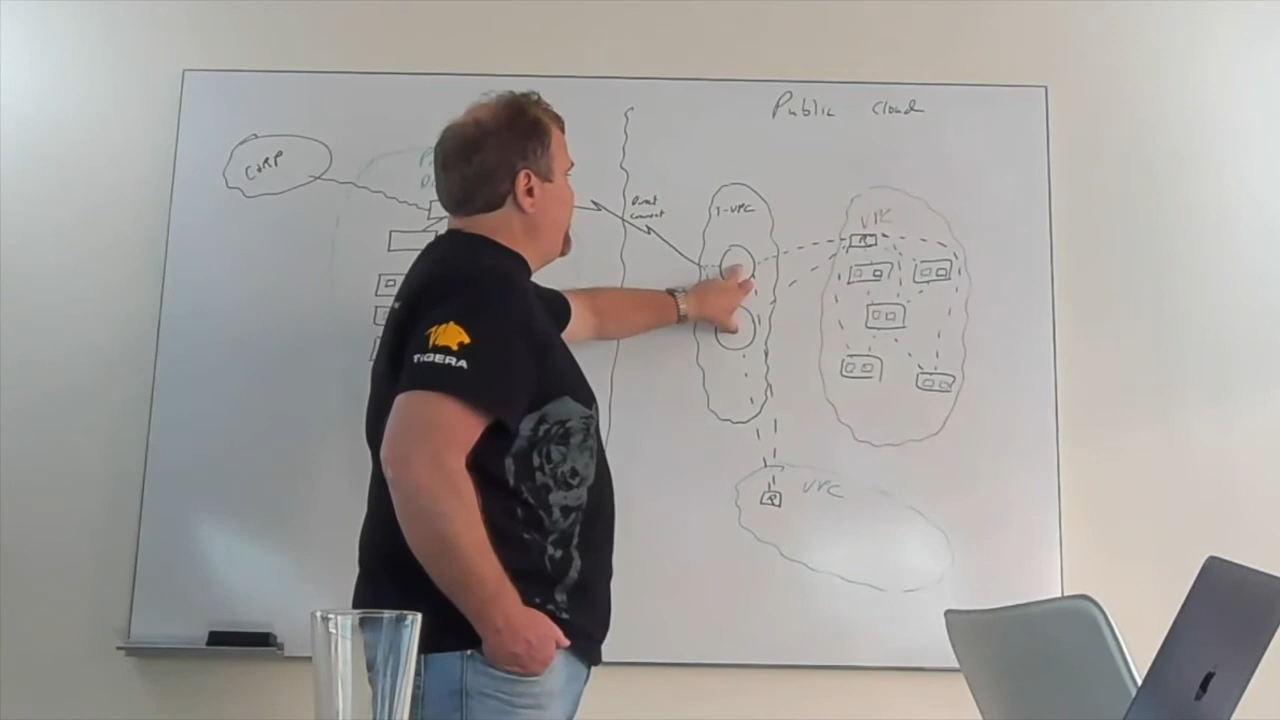 Public Cloud
CORP
P
D
Direct
Connect
T-VPC
VPC
R
VPC
R
TIGERA